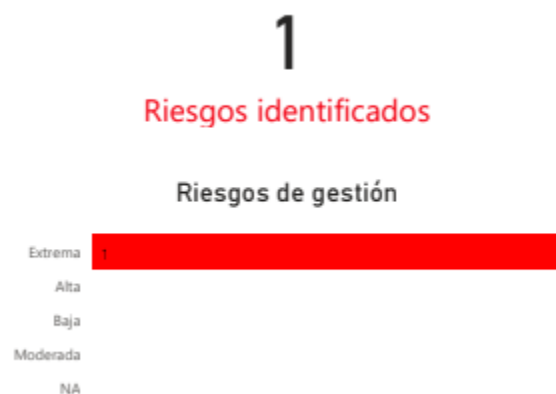 1
Riesgos identificados
Riesgos de gestión
Extrema 1
Alta
Baja
Moderada
NA